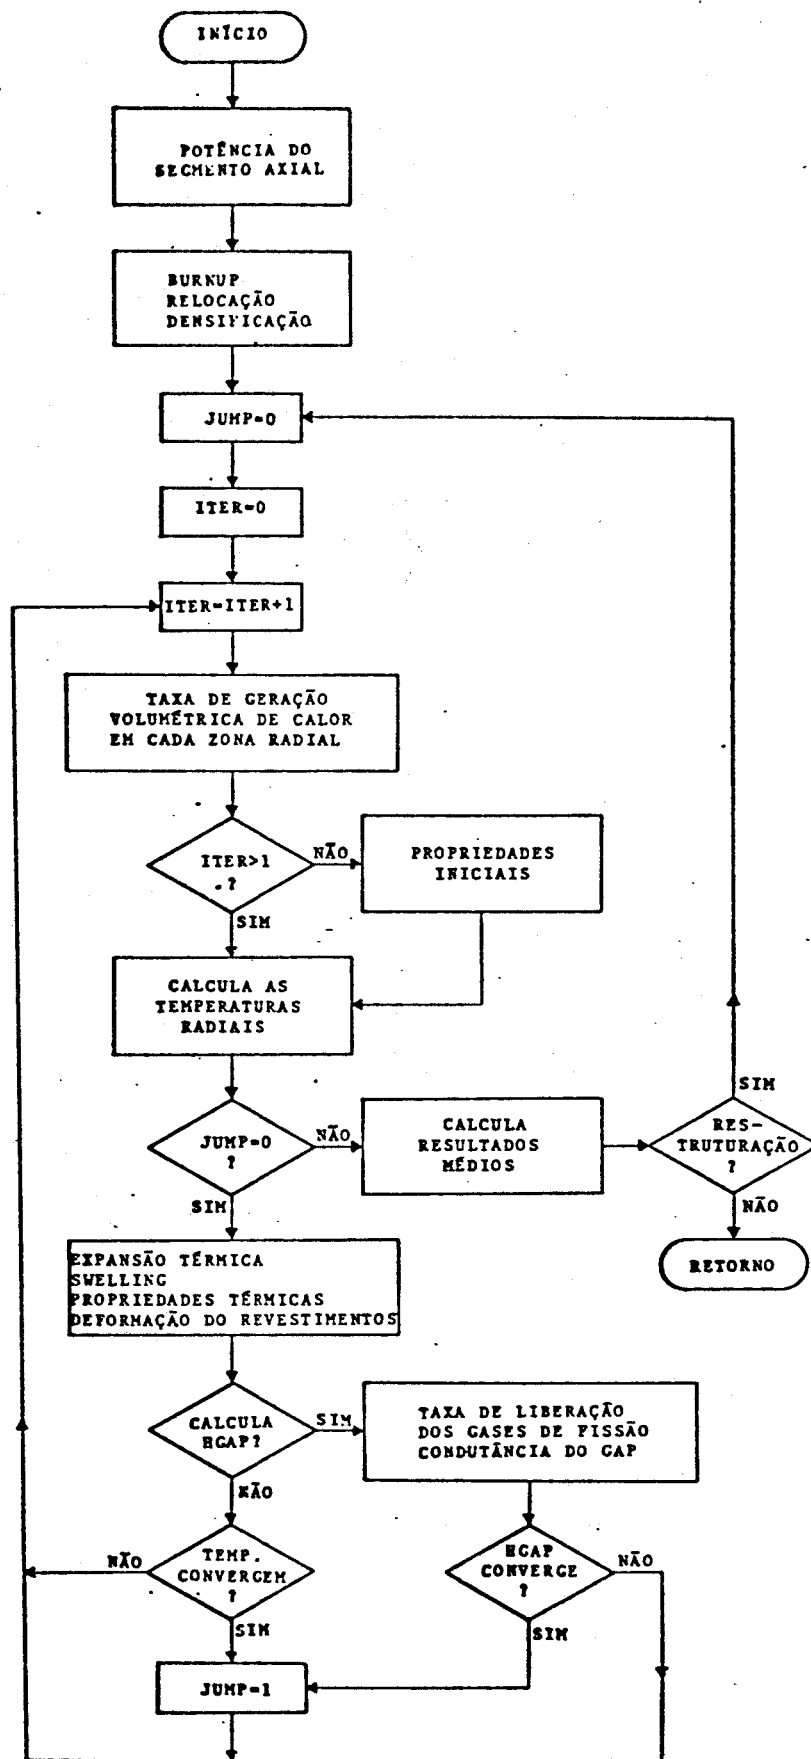 INÍCIO
POTÊNCIA DO
SEGMENTO AXIAL
BURNUP
RELOCAÇÃO
DENSIFICAÇÃO
JUMP=0
ITER=0
ITER=ITER+1
TAXA DE GERAÇÃO
VOLUMÉTRICA DE CALOR
EM CADA ZONA RADIAL
ITER>1
?
NÃO
PROPRIEDADES
INICIAIS
SIM
CALCULA AS
TEMPERATURAS
RADIAIS
JUMP=0
?
NÃO
CALCULA
RESULTADOS
MÉDIOS
SIM
RES-
TRUTURAÇÃO
?
NÃO
RETORNO
SIM
EXPANSÃO TÉRMICA
SWELLING
PROPRIEDADES TÉRMICAS
DEFORMAÇÃO DO REVESTIMENTOS
CALCULA
HGAP?
SIM
TAXA DE LIBERAÇÃO
DOS GASES DE FISSÃO
CONDUTÂNCIA DO GAP
NÃO
NÃO
TEMP.
CONVERGEM
?
HGAP
CONVERGE
?
NÃO
SIM
SIM
JUMP=1